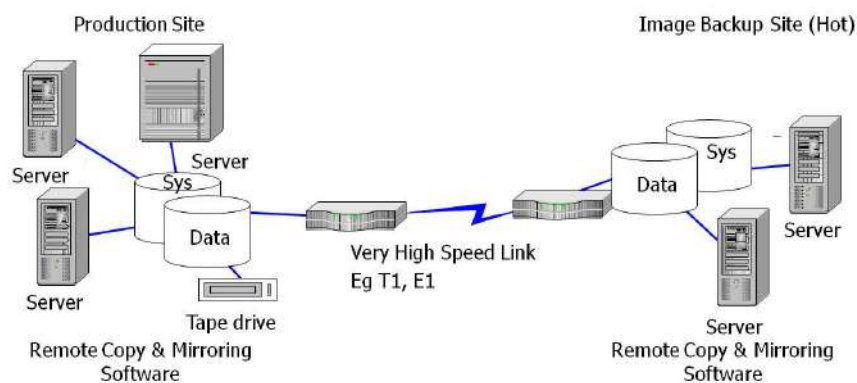 Production Site
Image Backup Site (Hot)
Server
Server
Sys
Data
Server
Tape drive
Remote Copy & Mirroring
Software
Very High Speed Link
Eg T1, E1
Sys
Data
Server
Server
Remote Copy & Mirroring
Software